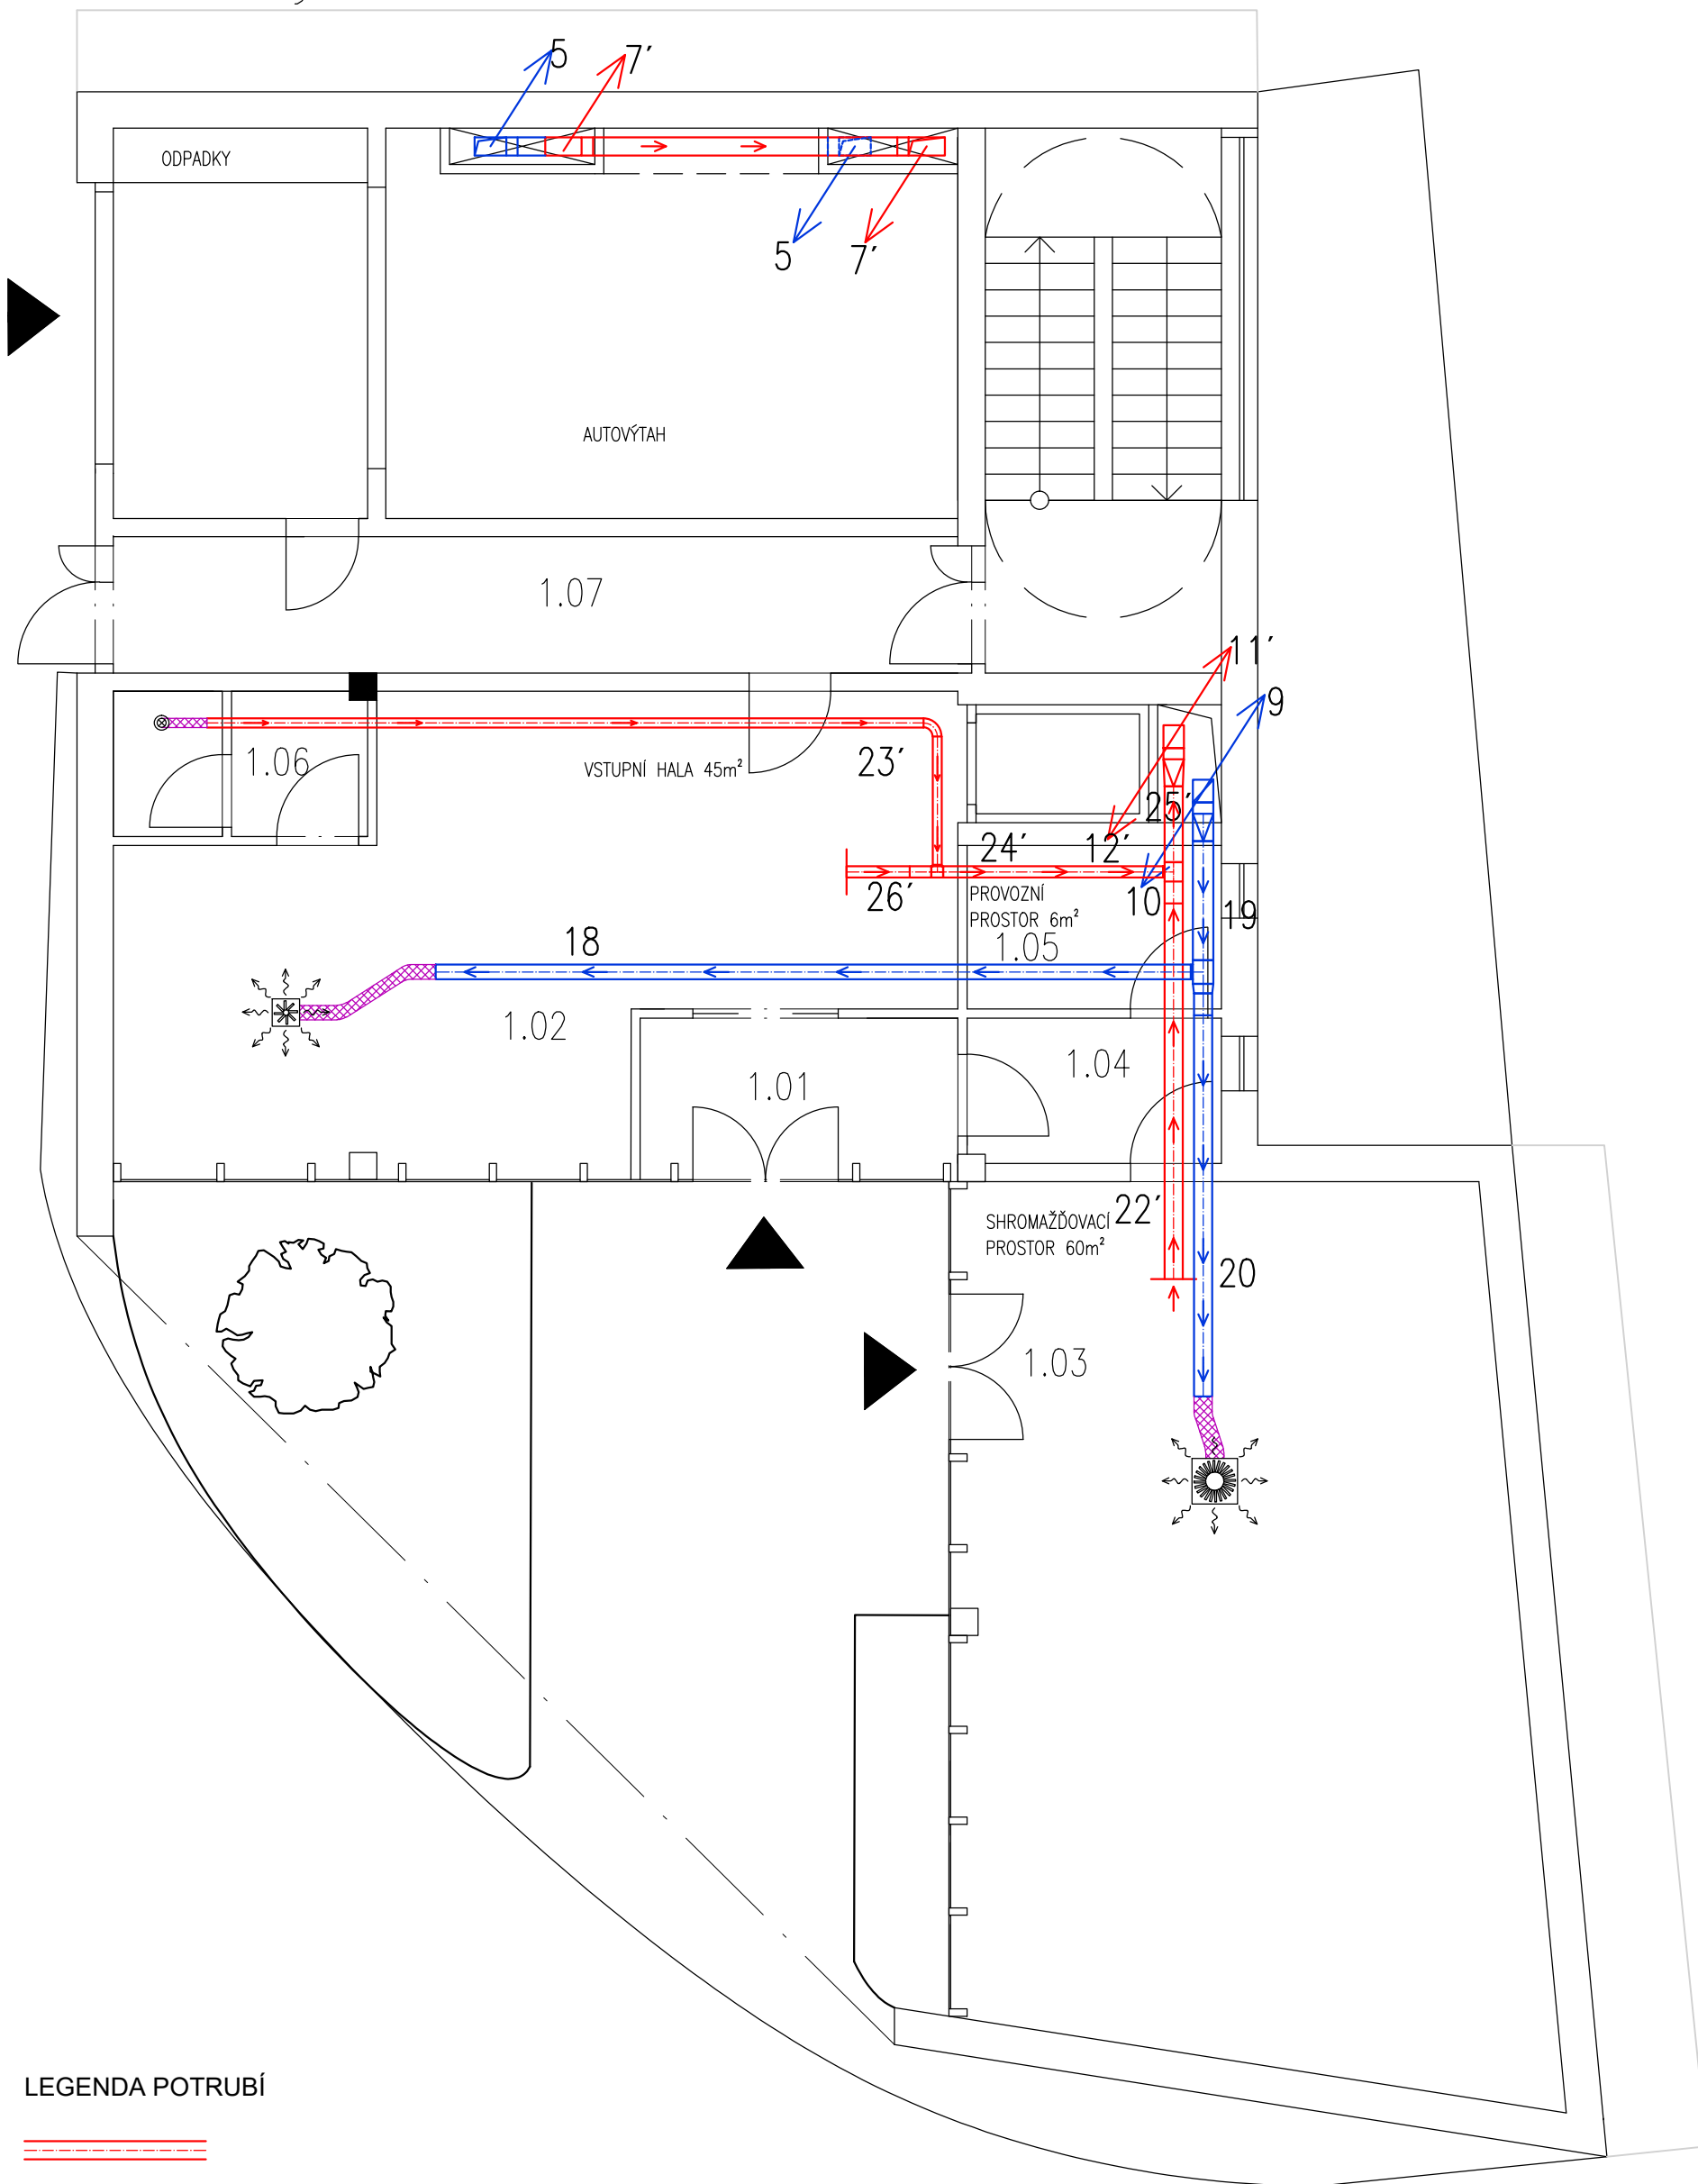 5
7′
ODPADKY
5
7′
AUTOVÝTAH
1.07
11′
9
1.06
23′
VSTUPNÍ HALA 45m²
25′
24′
12′
26′
PROVOZNÍ
PROSTOR 6m²
10
19
18
1.05
1.02
1.04
1.01
22′
SHROMAŽĎOVACÍ
PROSTOR 60m²
20
1.03
LEGENDA POTRUBÍ